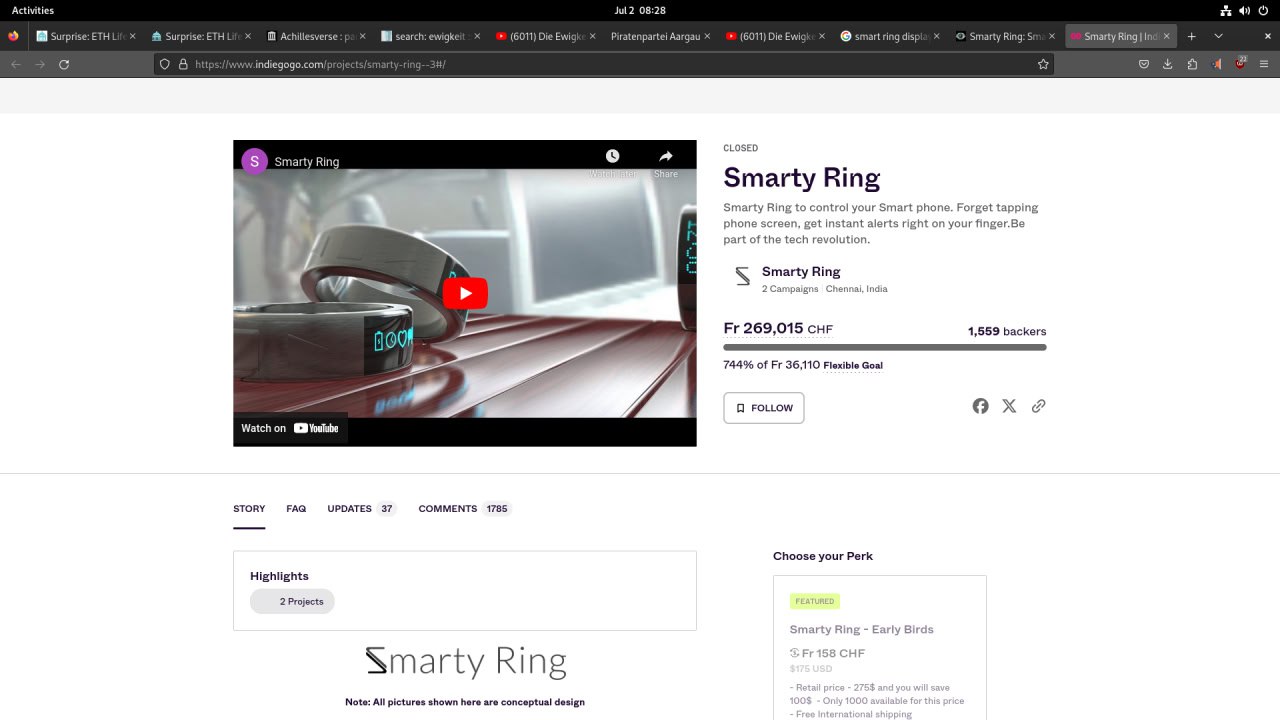 Activities
Jul 2 08:28
Surprise: ETH Life
Surprise: ETH Life
Achillesverse : pa
search: ewigkeit :
(6011) Die Ewigke
Piratenpartei Aargau
(6011) Die Ewigke
smart ring display
Smarty Ring: Sma
Smarty Ring | Indi
https://www.indiegogo.com/projects/smarty-ring--3#/
S
Smarty Ring
Watch later
Share
Watch on YouTube
CLOSED
Smarty Ring
Smarty Ring to control your Smart phone. Forget tapping
phone screen, get instant alerts right on your finger.Be
part of the tech revolution.
Smarty Ring
2 Campaigns | Chennai, India
Fr 269,015 CHF
1,559 backers
744% of Fr 36,110 Flexible Goal
FOLLOW
STORY
FAQ
UPDATES 37
COMMENTS 1785
Highlights
2 Projects
Smarty Ring
Note: All pictures shown here are conceptual design
Choose your Perk
FEATURED
Smarty Ring - Early Birds
Fr 158 CHF
$175 USD
- Retail price - 275$ and you will save
100$ - Only 1000 available for this price
- Free International shipping